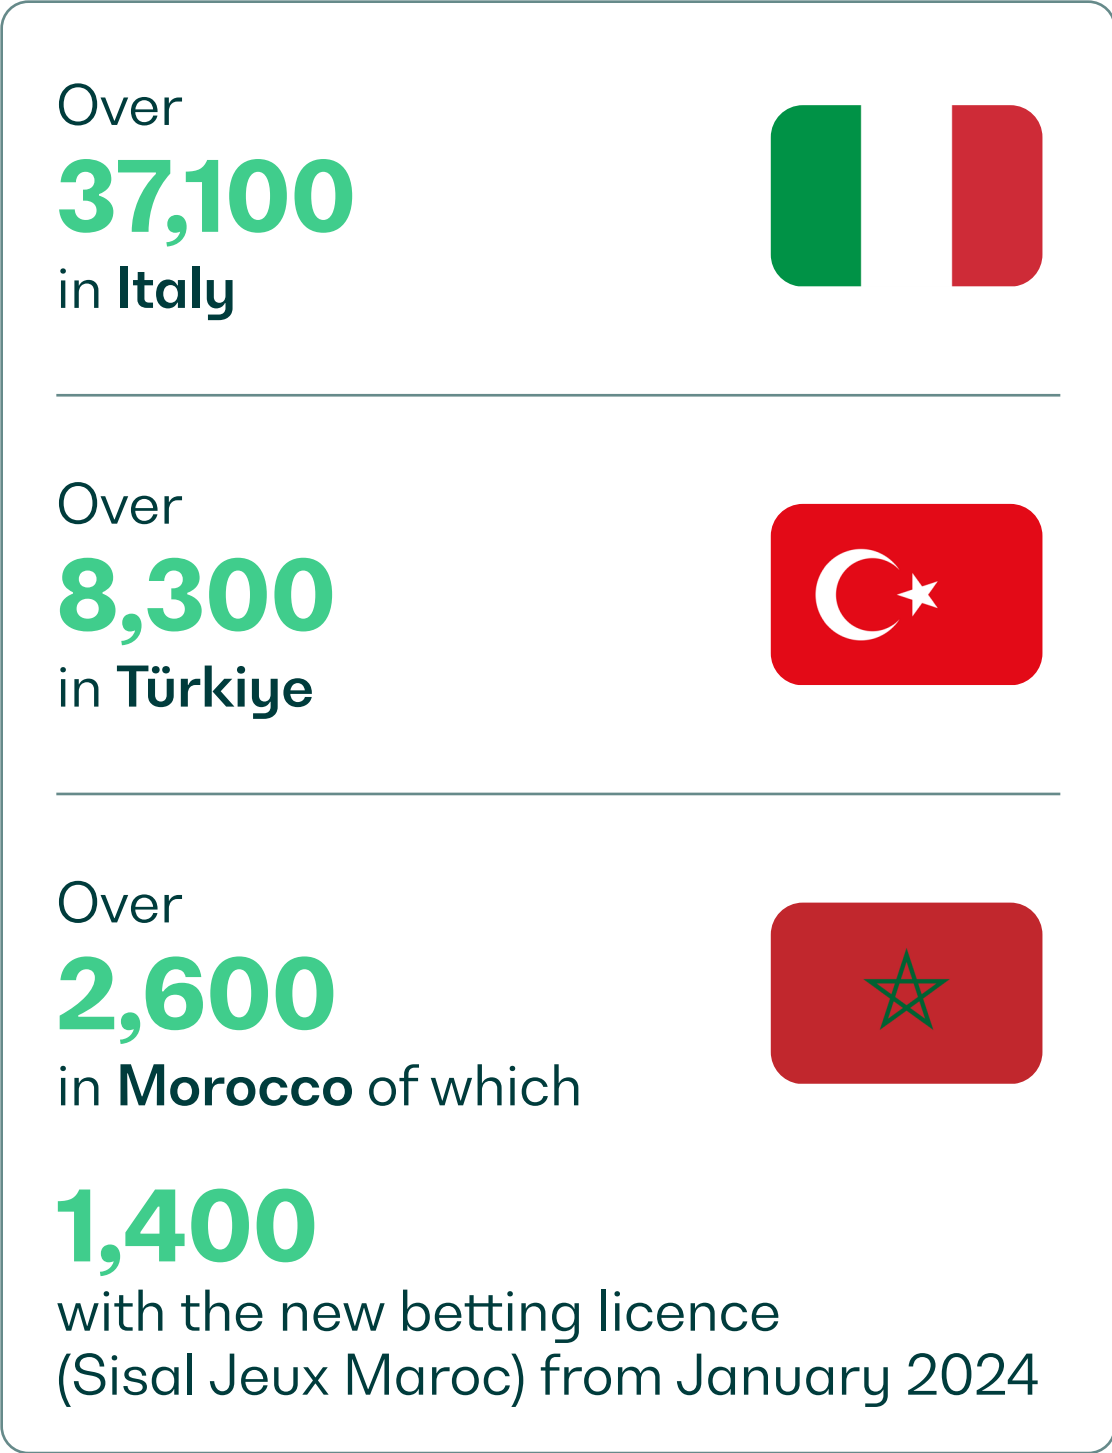 Over
37,100
in Italy
Over
8,300
in Türkiye
Over
2,600
in Morocco of which
1,400
with the new betting licence
(Sisal Jeux Maroc) from January 2024